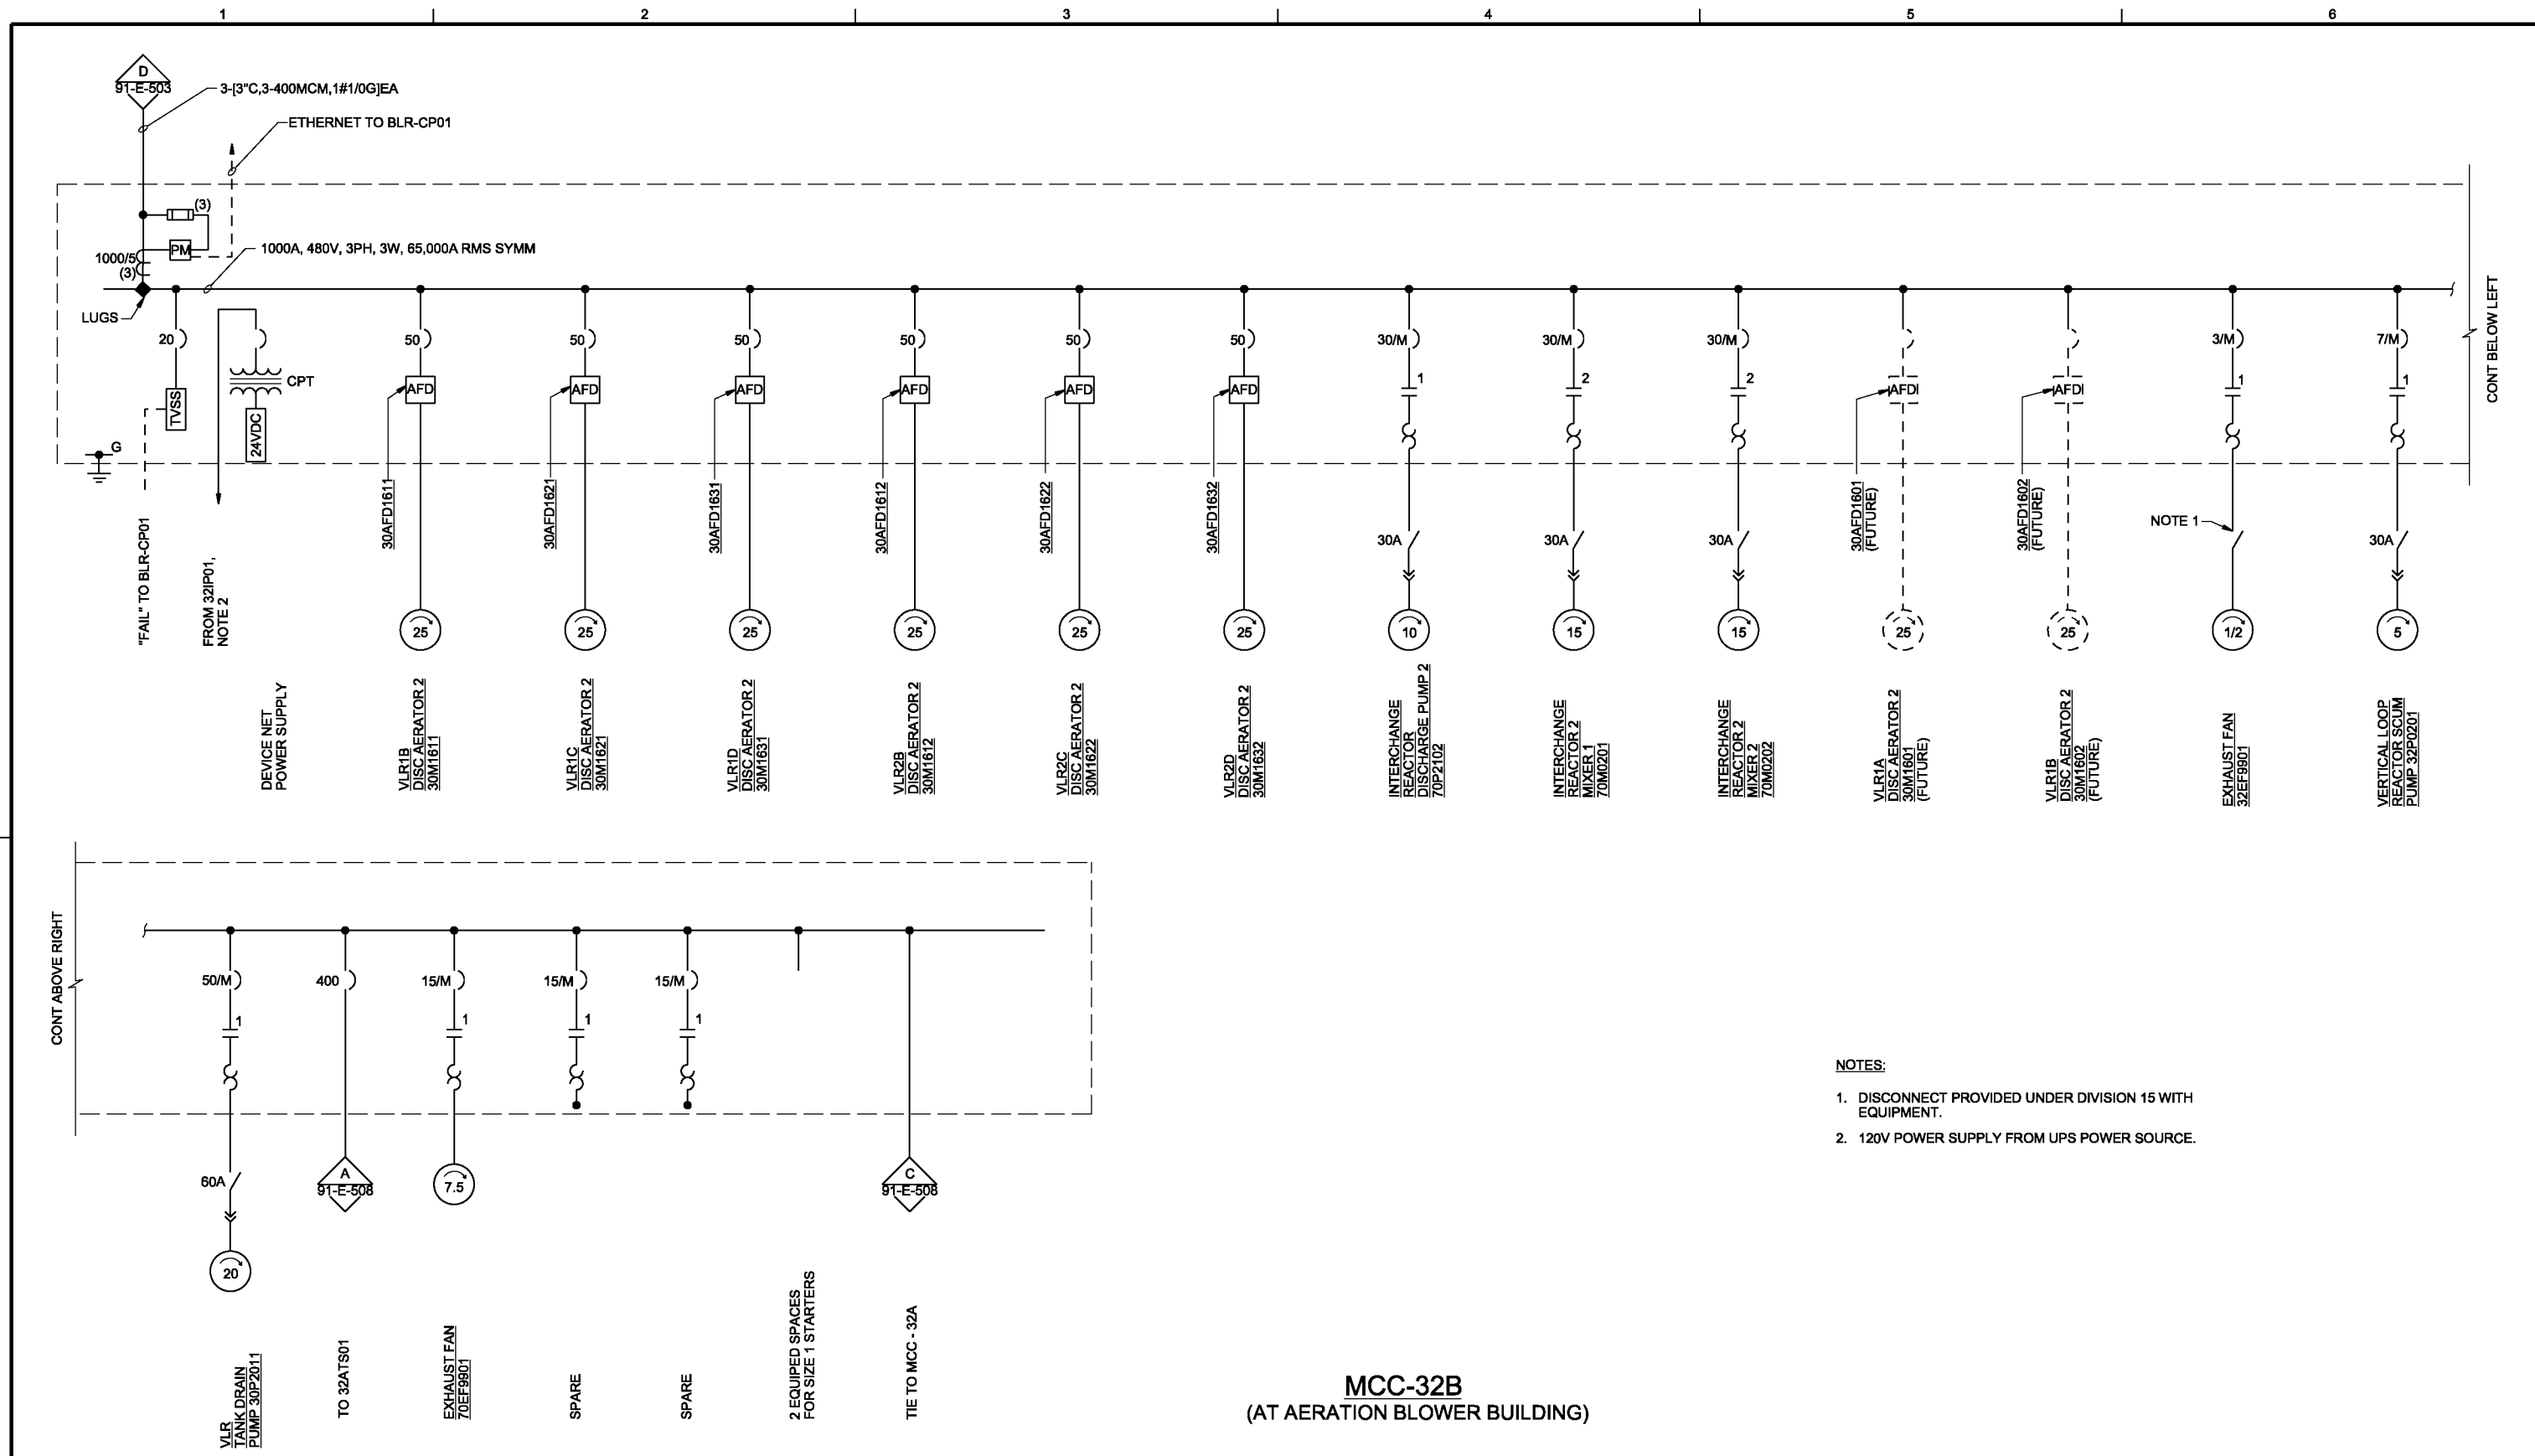 1 2 3 4 5 6
D
91-E-503
3-[3"C,3-400MCM,1#1/0G]EA
ETHERNET TO BLR-CP01
(3)
PM
1000/5
(3)
1000A, 480V, 3PH, 3W, 65,000A RMS SYMM
LUGS
CONT BELOW LEFT
20 50 50 50 50 50 50 30/M 30/M 30/M 3/M 7/M
CPT
TVSS
24VDC
AFD AFD AFD AFD AFD AFD 1 2 2 AFD AFD 1 1
G
30AFD1611
30AFD1621
30AFD1631
30AFD1612
30AFD1622
30AFD1632
30AFD1601
(FUTURE)
30AFD1602
(FUTURE)
NOTE 1
30A 30A 30A 30A
"FAIL" TO BLR-CP01
FROM 32IP01,
NOTE 2
25 25 25 25 25 25 10 15 15 25 25 1/2 5
DEVICE NET
POWER SUPPLY
VLR1B
DISC AERATOR 2
30M1611
VLR1C
DISC AERATOR 2
30M1621
VLR1D
DISC AERATOR 2
30M1631
VLR2B
DISC AERATOR 2
30M1612
VLR2C
DISC AERATOR 2
30M1622
VLR2D
DISC AERATOR 2
30M1632
INTERCHANGE
REACTOR
DISCHARGE PUMP 2
70P2102
INTERCHANGE
REACTOR 2
MIXER 1
70M0201
INTERCHANGE
REACTOR 2
MIXER 2
70M0202
VLR1A
DISC AERATOR 2
30M1601
(FUTURE)
VLR1B
DISC AERATOR 2
30M1602
(FUTURE)
EXHAUST FAN
32EF9901
VERTICAL LOOP
REACTOR SCUM
PUMP 32P0201
CONT ABOVE RIGHT
50/M 400 15/M 15/M 15/M
1 1 1 1
60A
A
91-E-508
7.5
C
91-E-508
20
VLR
TANK DRAIN
PUMP 30P2011
TO 32ATS01
EXHAUST FAN
70EF9901
SPARE
SPARE
2 EQUIPED SPACES
FOR SIZE 1 STARTERS
TIE TO MCC - 32A
NOTES:
1. DISCONNECT PROVIDED UNDER DIVISION 15 WITH
EQUIPMENT.
2. 120V POWER SUPPLY FROM UPS POWER SOURCE.
MCC-32B
(AT AERATION BLOWER BUILDING)